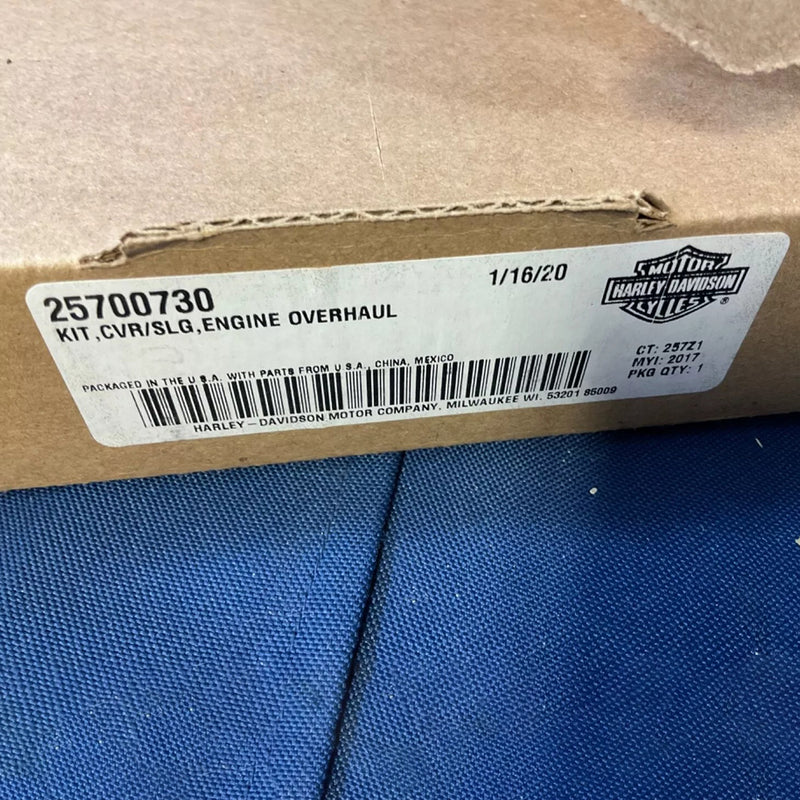 25700730
1/16/20
KIT,CVR/SLG,ENGINE OVERHAUL
MOTOR
HARLEY-DAVIDSON
CYCLES
®
CT: 257Z1
MYI: 2017
PKG QTY: 1
PACKAGED IN THE U S.A. WITH PARTS FROM U S A., CHINA, MEXICO
HARLEY-DAVIDSON MOTOR COMPANY, MILWAUKEE WI. 53201 85009